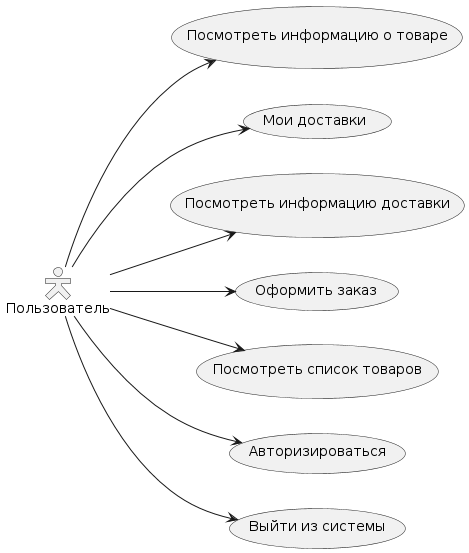 Посмотреть информацию о товаре
Мои доставки
Посмотреть информацию доставки
Оформить заказ
Пользователь
Посмотреть список товаров
Авторизироваться
Выйти из системы